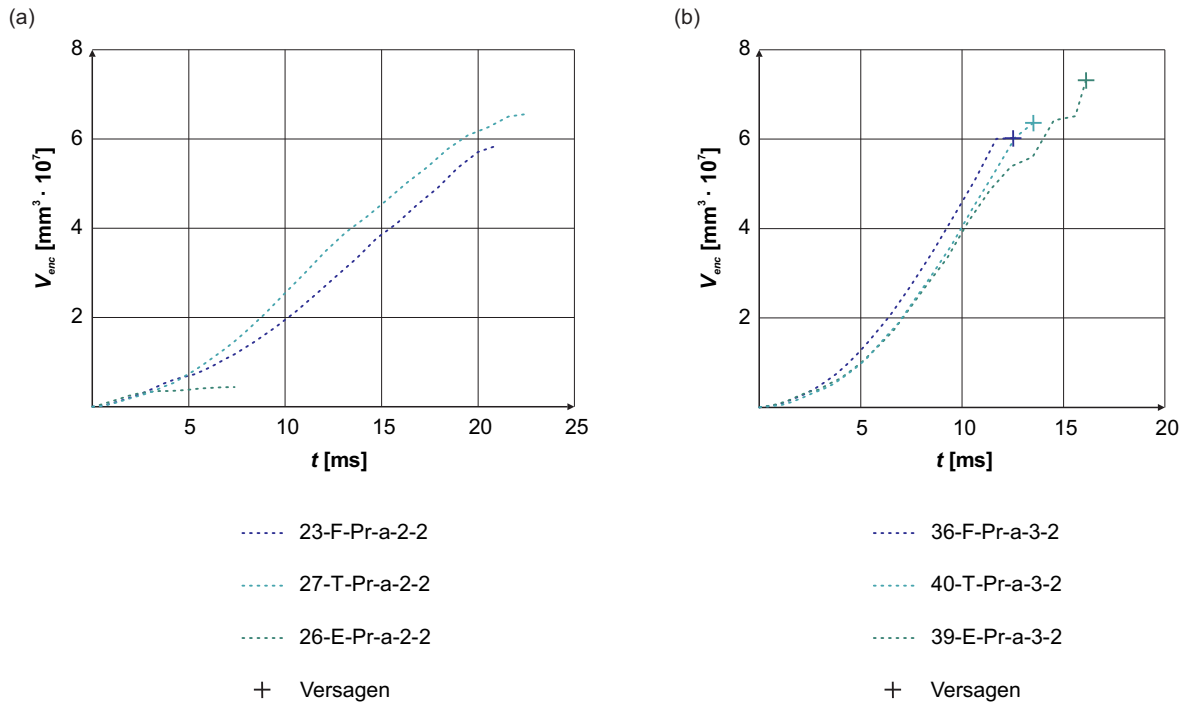 (a)
8
6
4
2
V_enc [mm³ · 10⁷]
5 10 15 20 25
t [ms]
23-F-Pr-a-2-2
27-T-Pr-a-2-2
26-E-Pr-a-2-2
Versagen
(b)
8
6
4
2
V_enc [mm³ · 10⁷]
5 10 15 20
t [ms]
36-F-Pr-a-3-2
40-T-Pr-a-3-2
39-E-Pr-a-3-2
Versagen